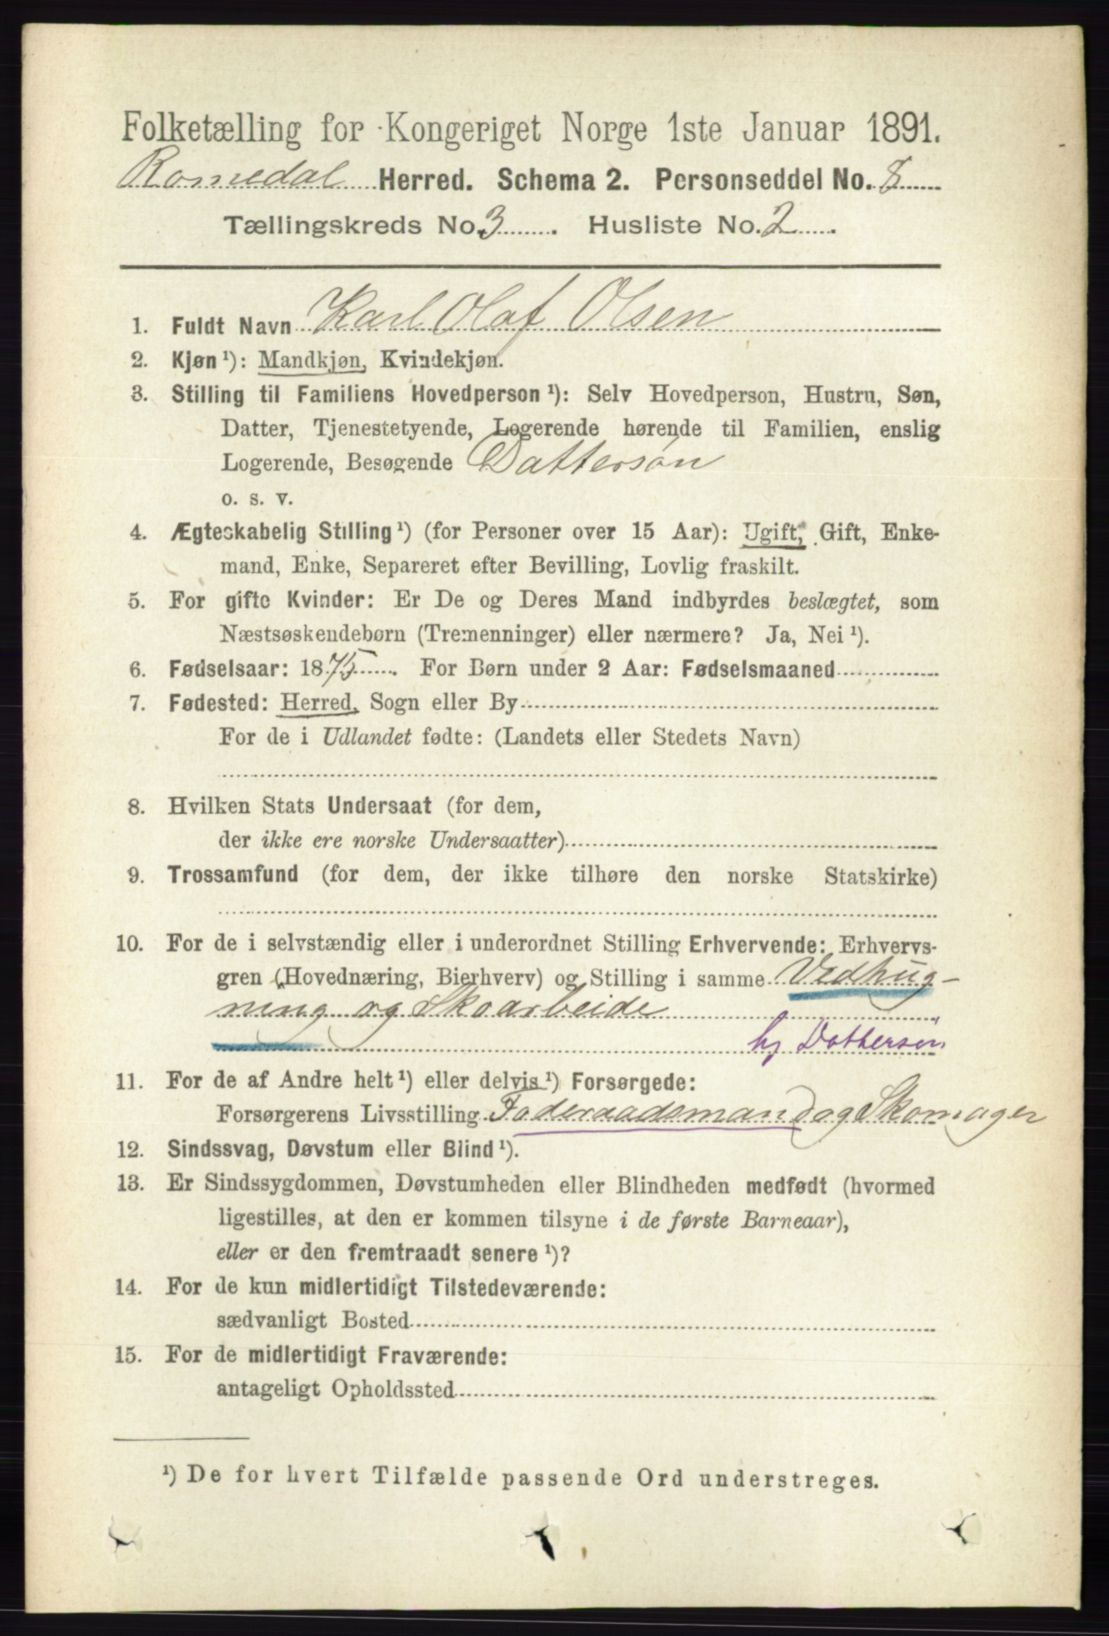 Folketælling for Kongeriget Norge 1ste Januar 1891.
Romedal Herred. Schema 2. Personseddel No. 8
Tællingskreds No. 3. Husliste No. 2.
1. Fuldt Navn Karl Olaf Olsen
2. Kjøn ¹): Mandkjøn, Kvindekjøn.
3. Stilling til Familiens Hovedperson ¹): Selv Hovedperson, Hustru, Søn,
Datter, Tjenestetyende, Logerende hørende til Familien, enslig
Logerende, Besøgende Dattersøn
o. s. v.
4. Ægteskabelig Stilling ¹) (for Personer over 15 Aar): Ugift, Gift, Enke-
mand, Enke, Separeret efter Bevilling, Lovlig fraskilt.
5. For gifte Kvinder: Er De og Deres Mand indbyrdes beslægtet, som
Næstsøskendebørn (Tremenninger) eller nærmere? Ja, Nei ¹).
6. Fødselsaar: 1875. For Børn under 2 Aar: Fødselsmaaned
7. Fødested: Herred, Sogn eller By
For de i Udlandet fødte: (Landets eller Stedets Navn)
8. Hvilken Stats Undersaat (for dem,
der ikke ere norske Undersaatter)
9. Trossamfund (for dem, der ikke tilhøre den norske Statskirke)
10. For de i selvstændig eller i underordnet Stilling Erhvervende: Erhvervs-
gren (Hovednæring, Bierhverv) og Stilling i samme Vedhug-
ning og Skoarbeide
hj Dattersøn
11. For de af Andre helt ¹) eller delvis ¹) Forsørgede:
Forsørgerens Livsstilling Føderaadsmand og Skomager
12. Sindssvag, Døvstum eller Blind ¹).
13. Er Sindssygdommen, Døvstumheden eller Blindheden medfødt (hvormed
ligestilles, at den er kommen tilsyne i de første Barneaar),
eller er den fremtraadt senere ¹)?
14. For de kun midlertidigt Tilstedeværende:
sædvanligt Bosted
15. For de midlertidigt Fraværende:
antageligt Opholdssted
¹) De for hvert Tilfælde passende Ord understreges.